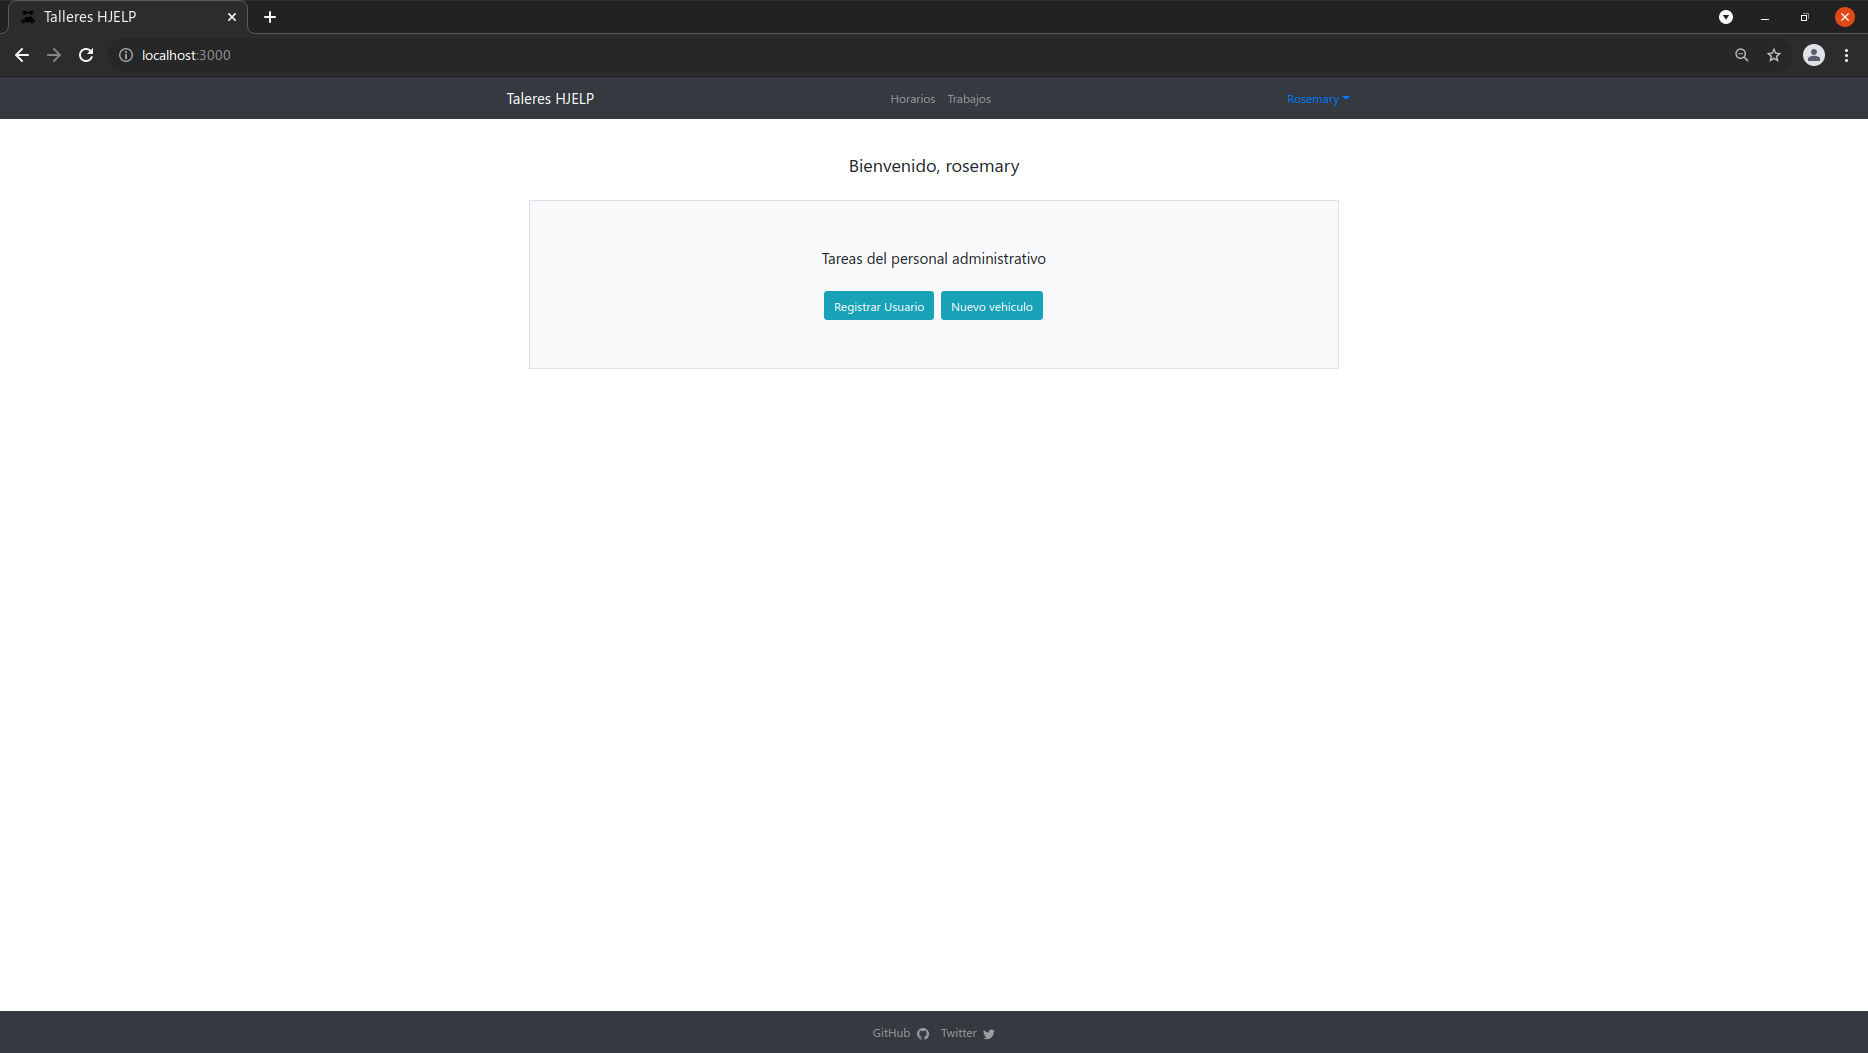 Talleres HJELP
localhost:3000
Taleres HJELP Horarios Trabajos Rosemary
Bienvenido, rosemary
Tareas del personal administrativo
Registrar Usuario Nuevo vehículo
GitHub Twitter